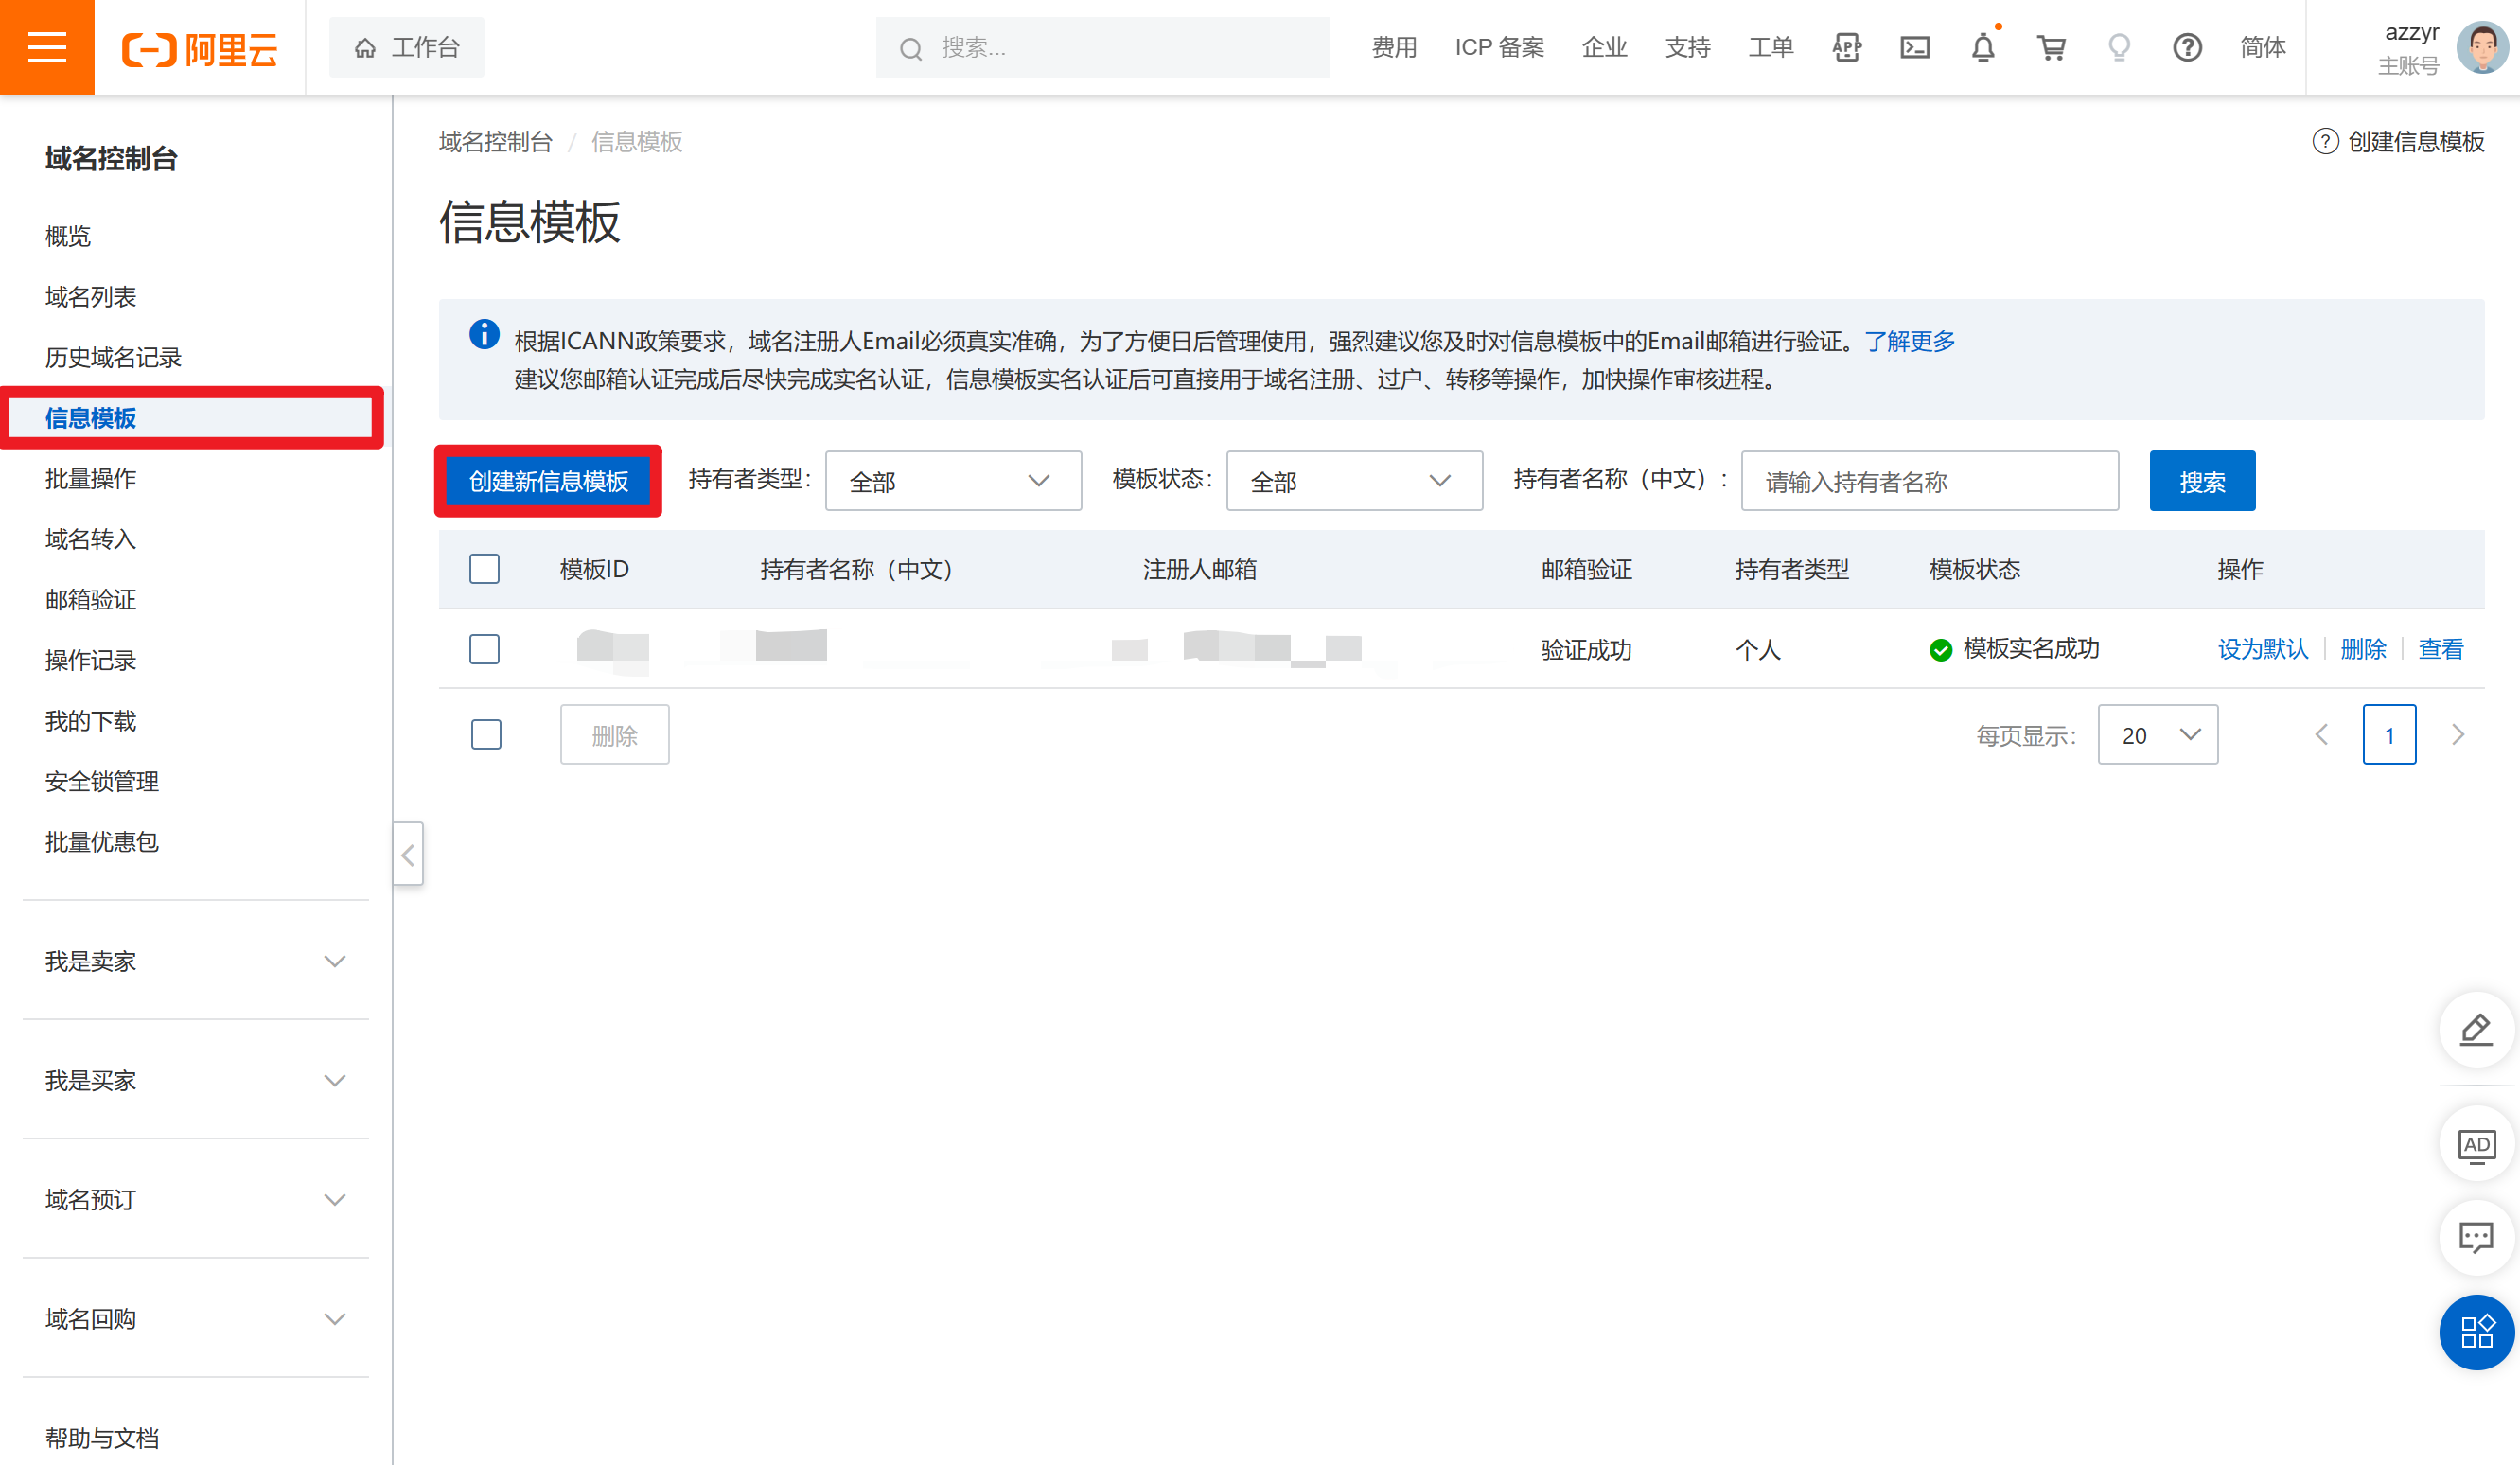 阿里云
工作台
搜索...
费用
ICP 备案
企业
支持
工单
APP
简体
azzyr
主账号
域名控制台
概览
域名列表
历史域名记录
信息模板
批量操作
域名转入
邮箱验证
操作记录
我的下载
安全锁管理
批量优惠包
我是卖家
我是买家
域名预订
域名回购
帮助与文档
域名控制台 / 信息模板
创建信息模板
信息模板
根据ICANN政策要求，域名注册人Email必须真实准确，为了方便日后管理使用，强烈建议您及时对信息模板中的Email邮箱进行验证。了解更多
建议您邮箱认证完成后尽快完成实名认证，信息模板实名认证后可直接用于域名注册、过户、转移等操作，加快操作审核进程。
创建新信息模板 持有者类型： 全部 模板状态： 全部 持有者名称（中文）： 请输入持有者名称 搜索
模板ID 持有者名称（中文） 注册人邮箱 邮箱验证 持有者类型 模板状态 操作
验证成功 个人 模板实名成功 设为默认 删除 查看
删除 每页显示： 20 1
AD